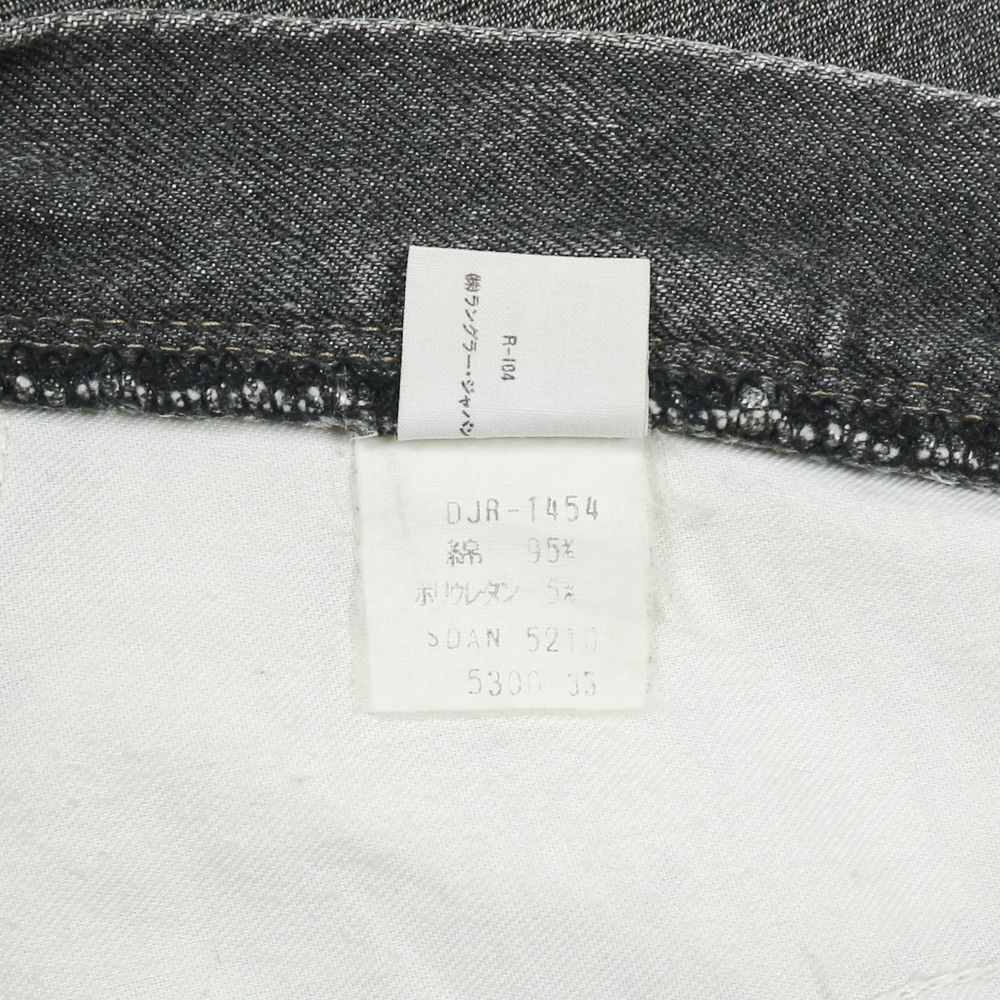 ㈱ラングラー・ジャパン
R-104
DJR-1454
綿 95%
ポリウレタン 5%
SDAN 5210
5300 33